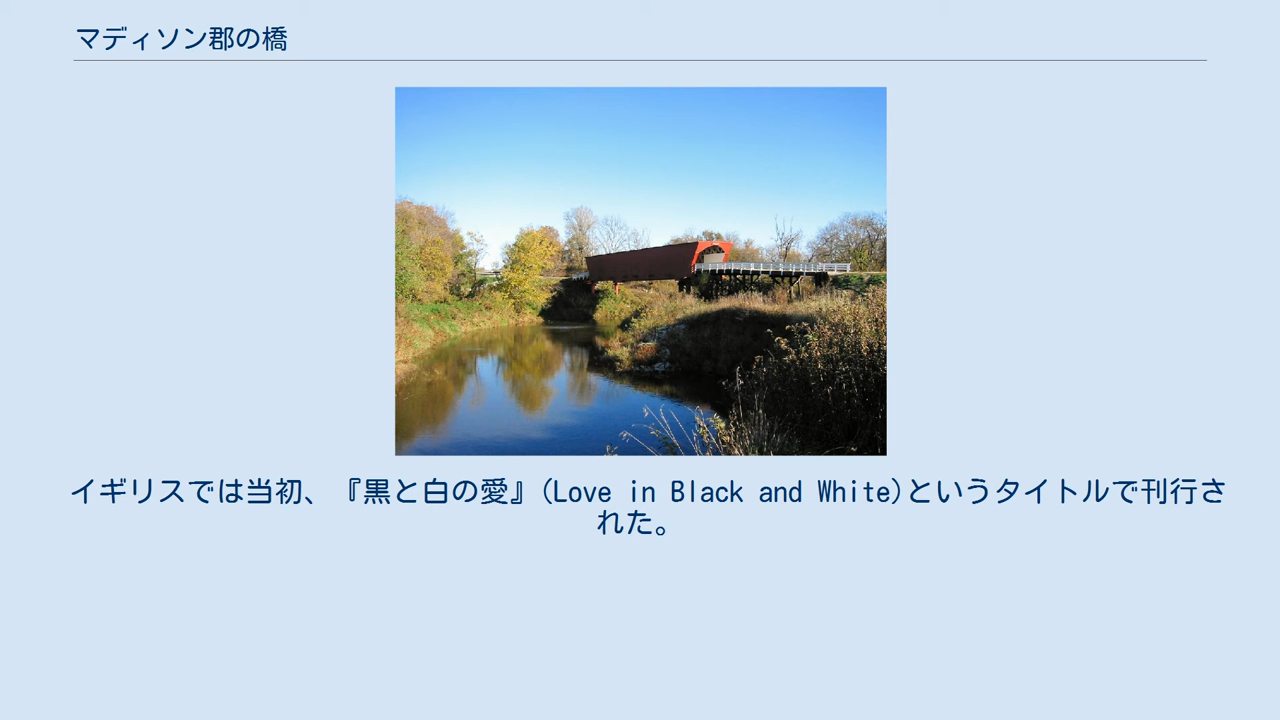 マディソン郡の橋
イギリスでは当初、『黒と白の愛』(Love in Black and White)というタイトルで刊行さ
れた。